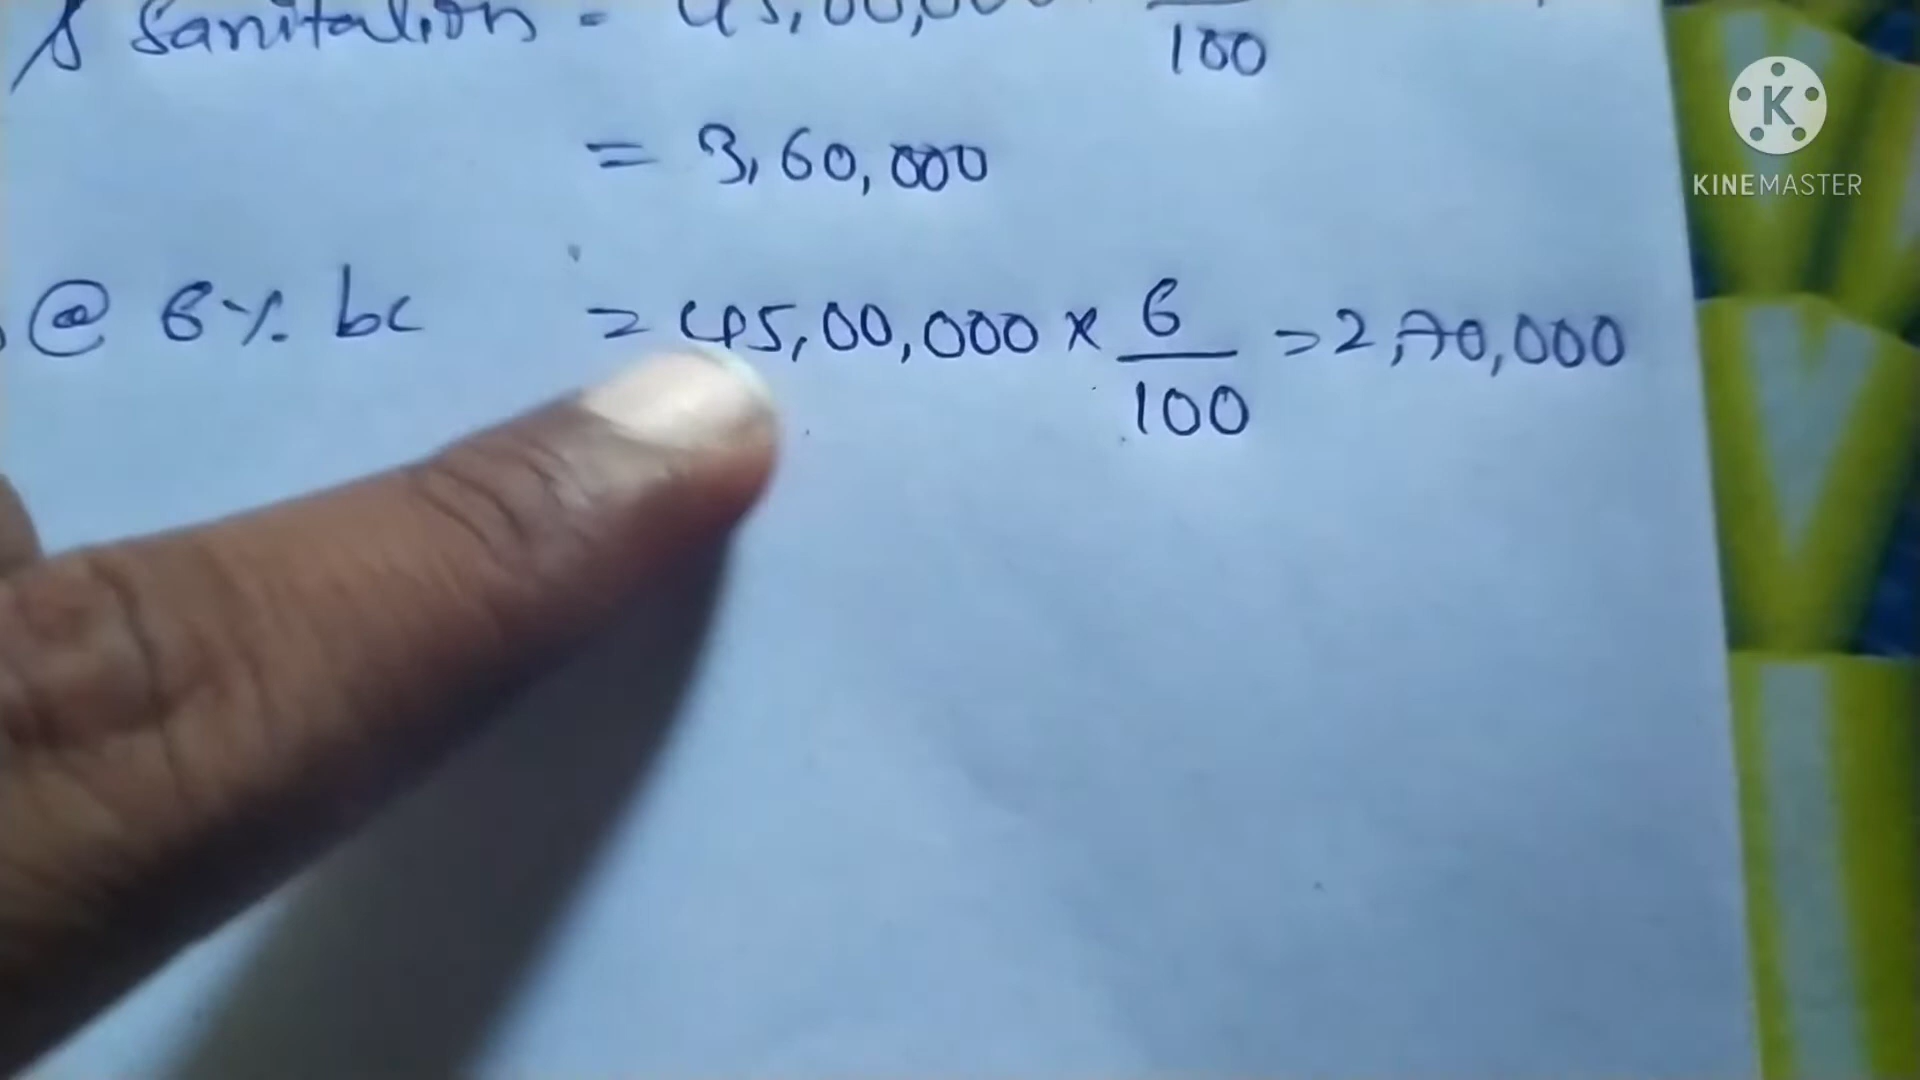 & Sanitation = 45,00,000
100
= 3,60,000
@ 6%. bc = 45,00,000 × 6/100 = 2,70,000
KINEMASTER